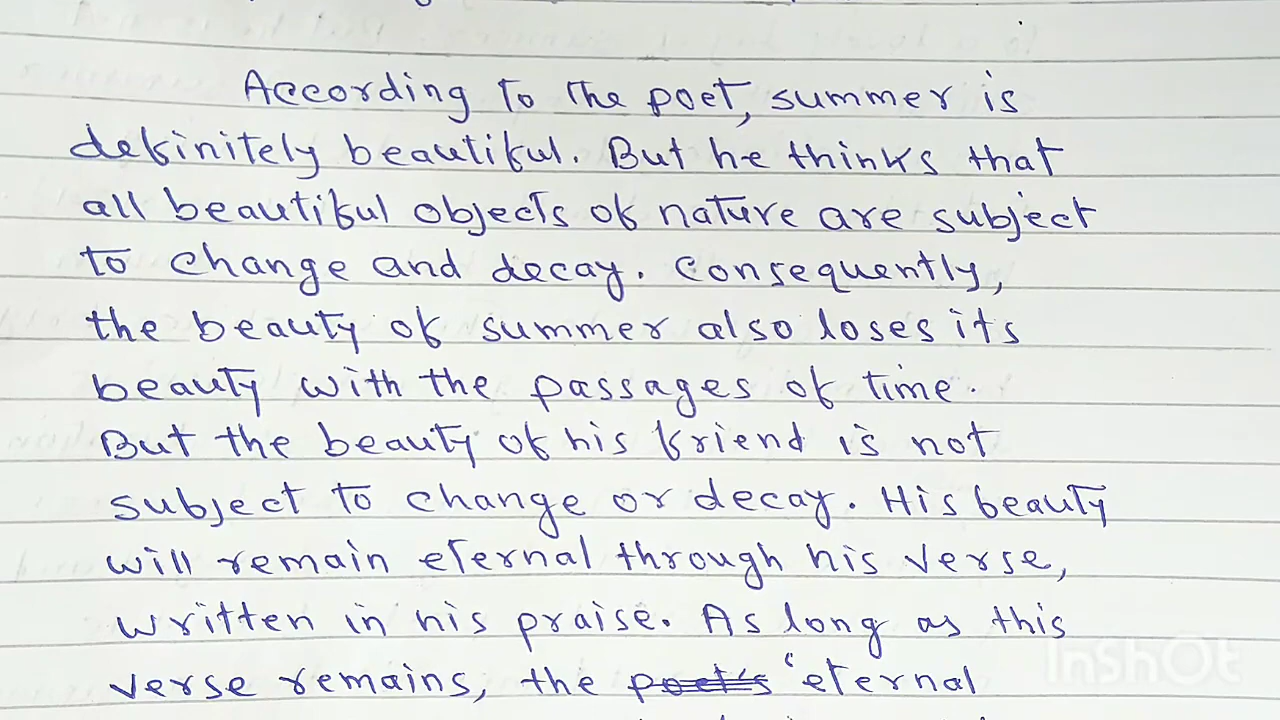 According to the poet, summer is
definitely beautiful. But he thinks that
all beautiful objects of nature are subject
to change and decay. Consequently,
the beauty of summer also loses its
beauty with the passages of time.
But the beauty of his friend is not
subject to change or decay. His beauty
will remain eternal through his verse,
written in his praise. As long as this
verse remains, the poet's 'eternal
InShOt